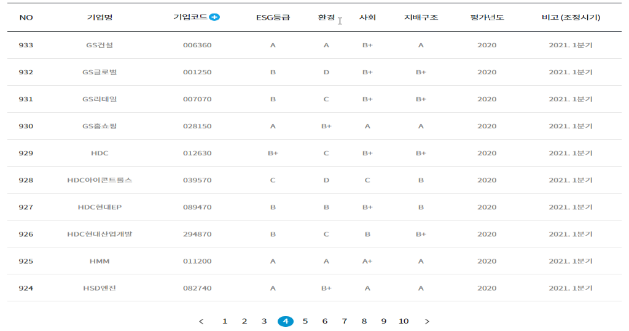 NO 기업명 기업코드 + ESG등급 환경 사회 지배구조 평가년도 비고 (조정시기)
933 GS건설 006360 A A B+ A 2020 2021. 1분기
932 GS글로벌 001250 B D B+ B+ 2020 2021. 1분기
931 GS리테일 007070 B C B+ B+ 2020 2021. 1분기
930 GS홈쇼핑 028150 A B+ A A 2020 2021. 1분기
929 HDC 012630 B+ C B+ B+ 2020 2021. 1분기
928 HDC아이콘트롤스 039570 C D C B 2020 2021. 1분기
927 HDC현대EP 089470 B B B+ B 2020 2021. 1분기
926 HDC현대산업개발 294870 B C B B+ 2020 2021. 1분기
925 HMM 011200 A A A+ A 2020 2021. 1분기
924 HSD엔진 082740 A B+ A A 2020 2021. 1분기
< 1 2 3 4 5 6 7 8 9 10 >